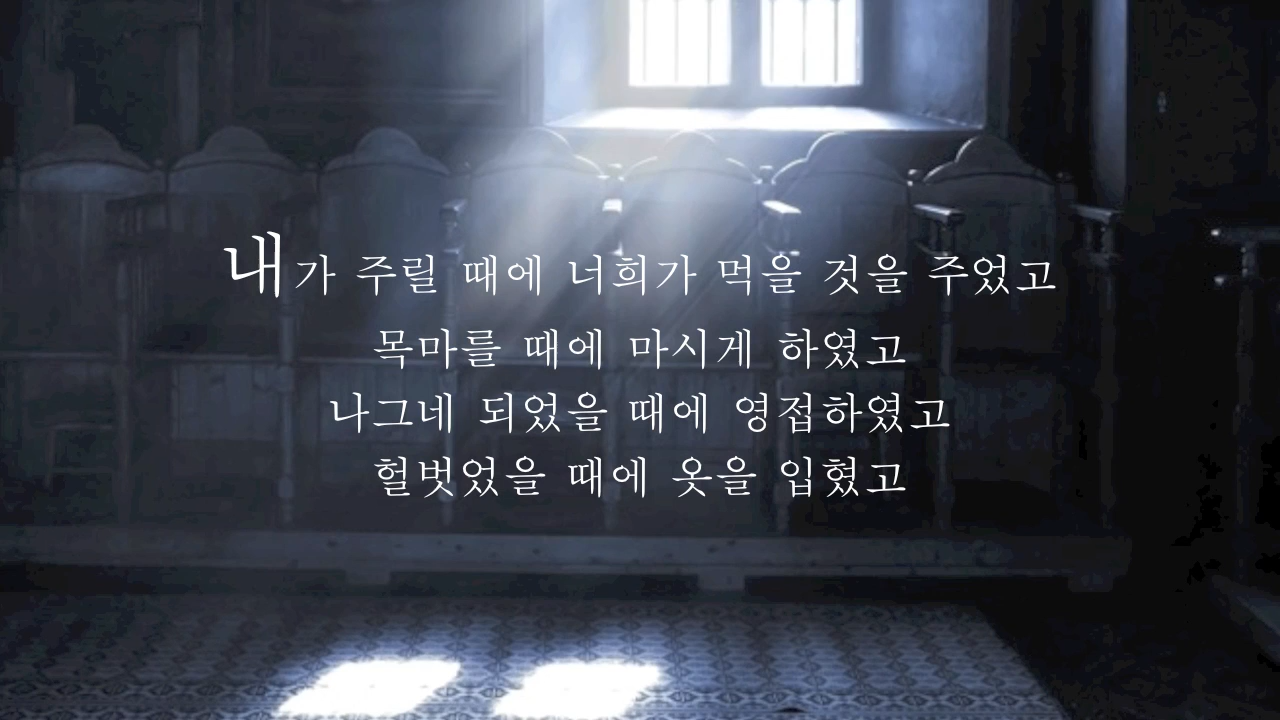 내가 주릴 때에 너희가 먹을 것을 주었고
목마를 때에 마시게 하였고
나그네 되었을 때에 영접하였고
헐벗었을 때에 옷을 입혔고